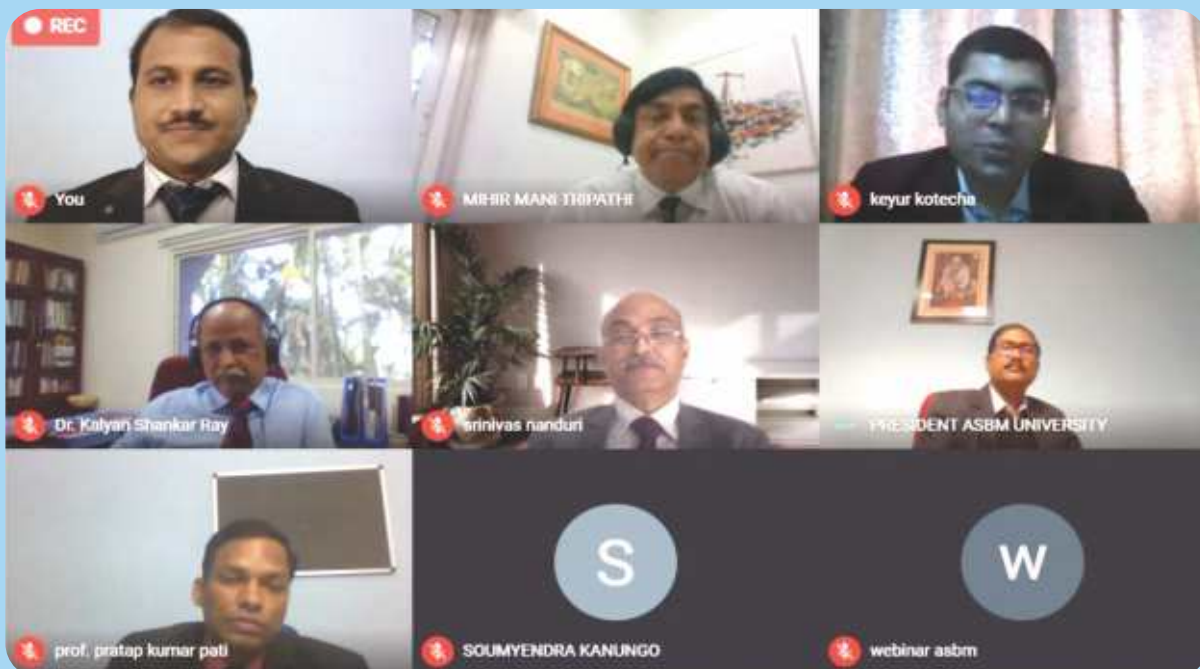 REC
You
MIHIR MANI TRIPATHI
keyur kotecha
Dr. Kalyan Shankar Ray
srinivas nanduri
PRESIDENT ASBM UNIVERSITY
prof. pratap kumar pati
S
SOUMYENDRA KANUNGO
W
webinar asbm